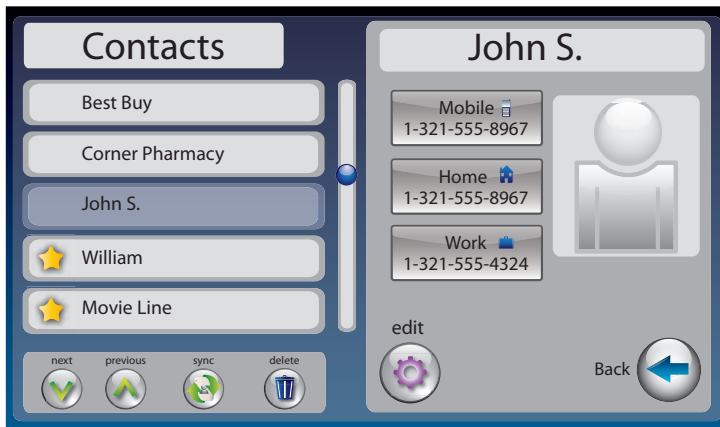 Contacts
Best Buy
Corner Pharmacy
John S.
William
Movie Line
next previous sync delete
John S.
Mobile
1-321-555-8967
Home
1-321-555-8967
Work
1-321-555-4324
edit
Back